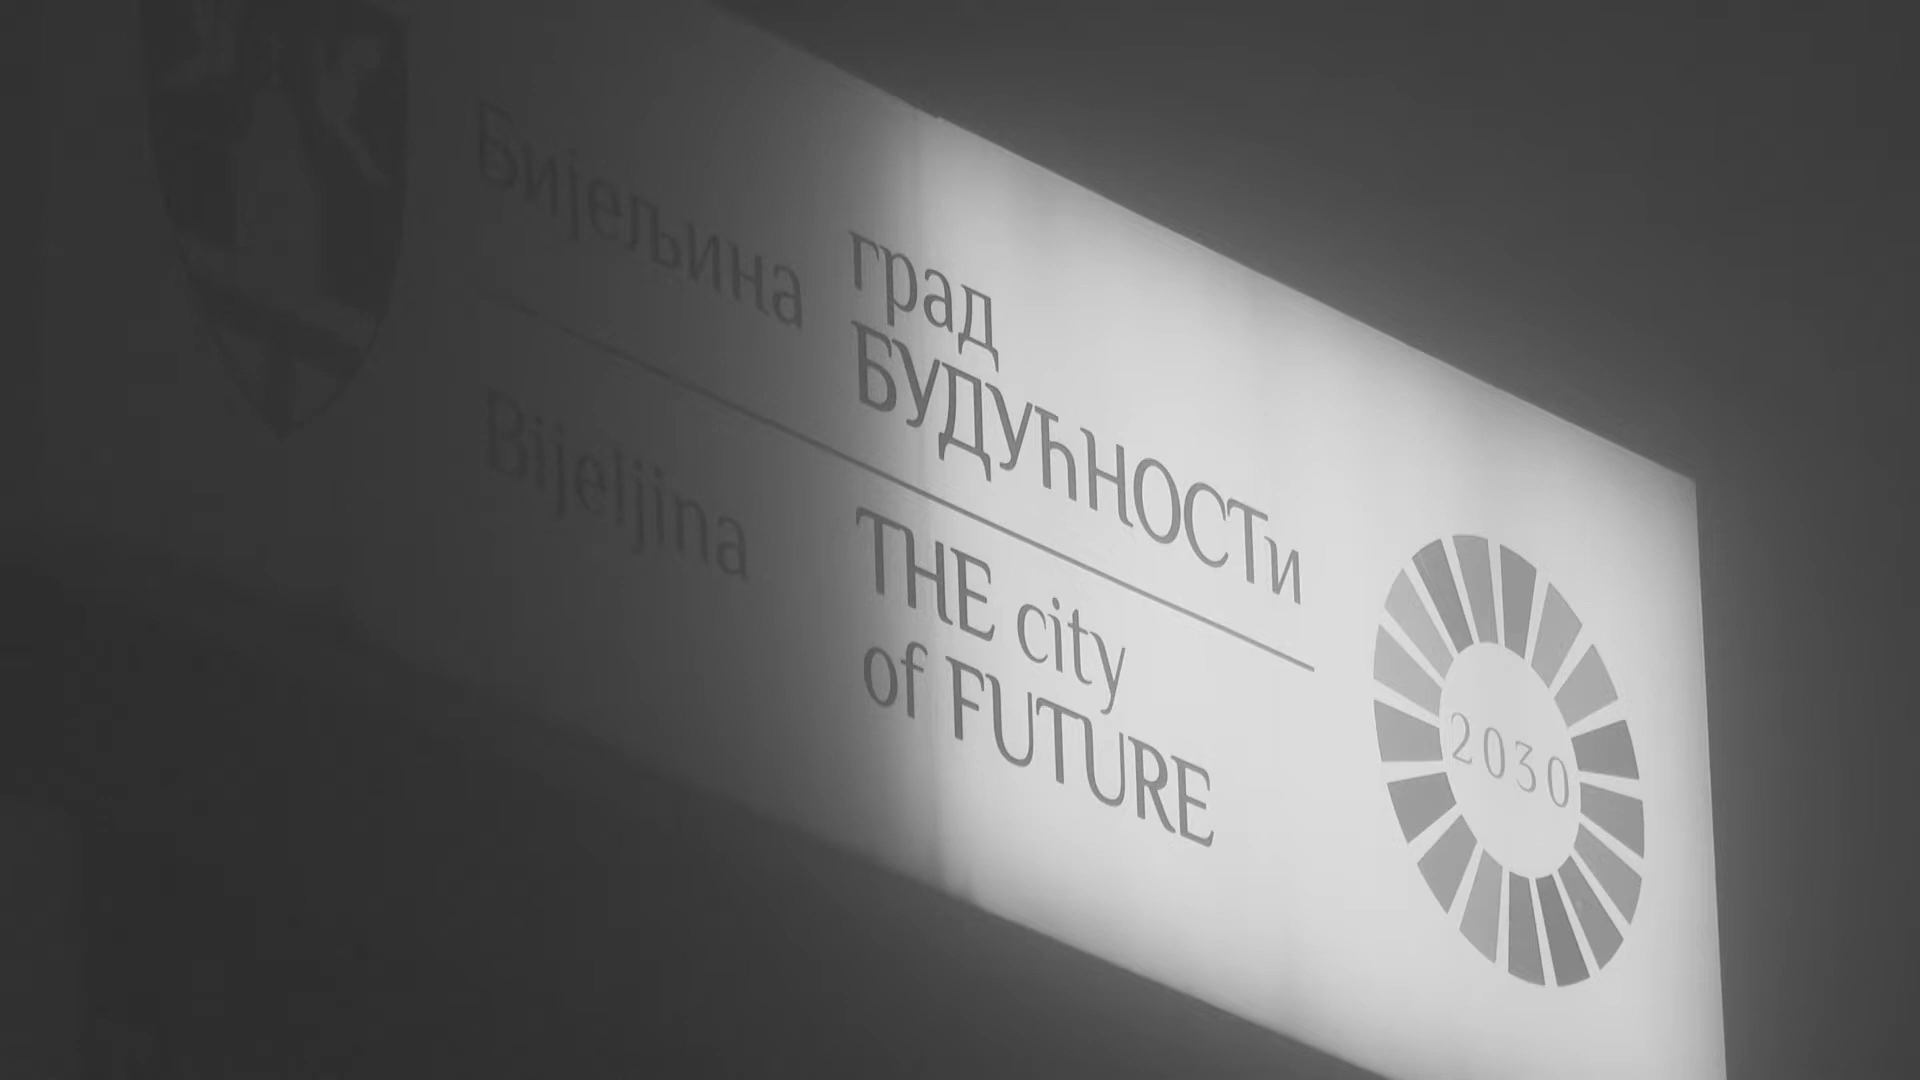 Бијељина град
БУДУЋНОСТи
Bijeljina THE city
of FUTURE
2030